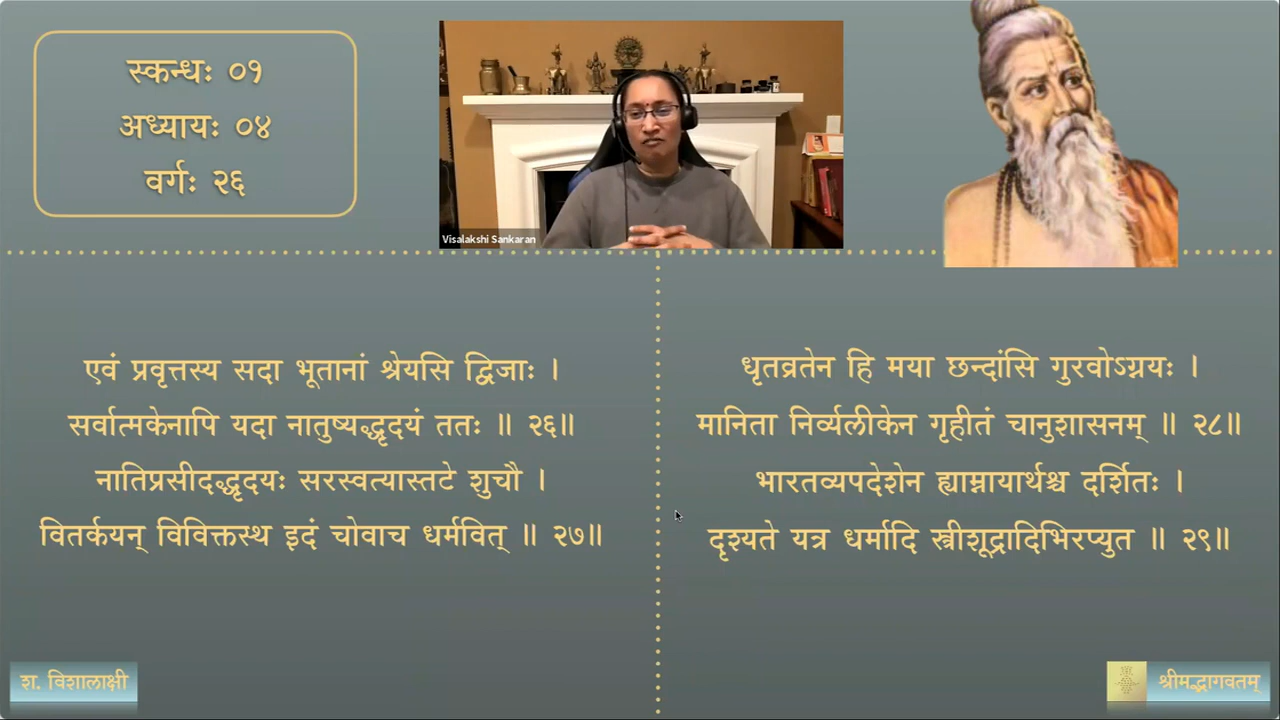 स्कन्धः ०१
अध्यायः ०४
वर्गः २६
Visalakshi Sankaran
एवं प्रवृत्तस्य सदा भूतानां श्रेयसि द्विजाः ।
सर्वात्मकेनापि यदा नातुष्यद्धृदयं ततः ॥ २६॥
नातिप्रसीदद्धृदयः सरस्वत्यास्तटे शुचौ ।
वितर्कयन् विविक्तस्थ इदं चोवाच धर्मवित् ॥ २७॥
धृतव्रतेन हि मया छन्दांसि गुरवोऽग्नयः ।
मानिता निर्व्यलीकेन गृहीतं चानुशासनम् ॥ २८॥
भारतव्यपदेशेन ह्याम्नायार्थश्च दर्शितः ।
दृश्यते यत्र धर्मादि स्त्रीशूद्रादिभिरप्युत ॥ २९॥
श. विशालाक्षी
श्रीमद्भागवतम्